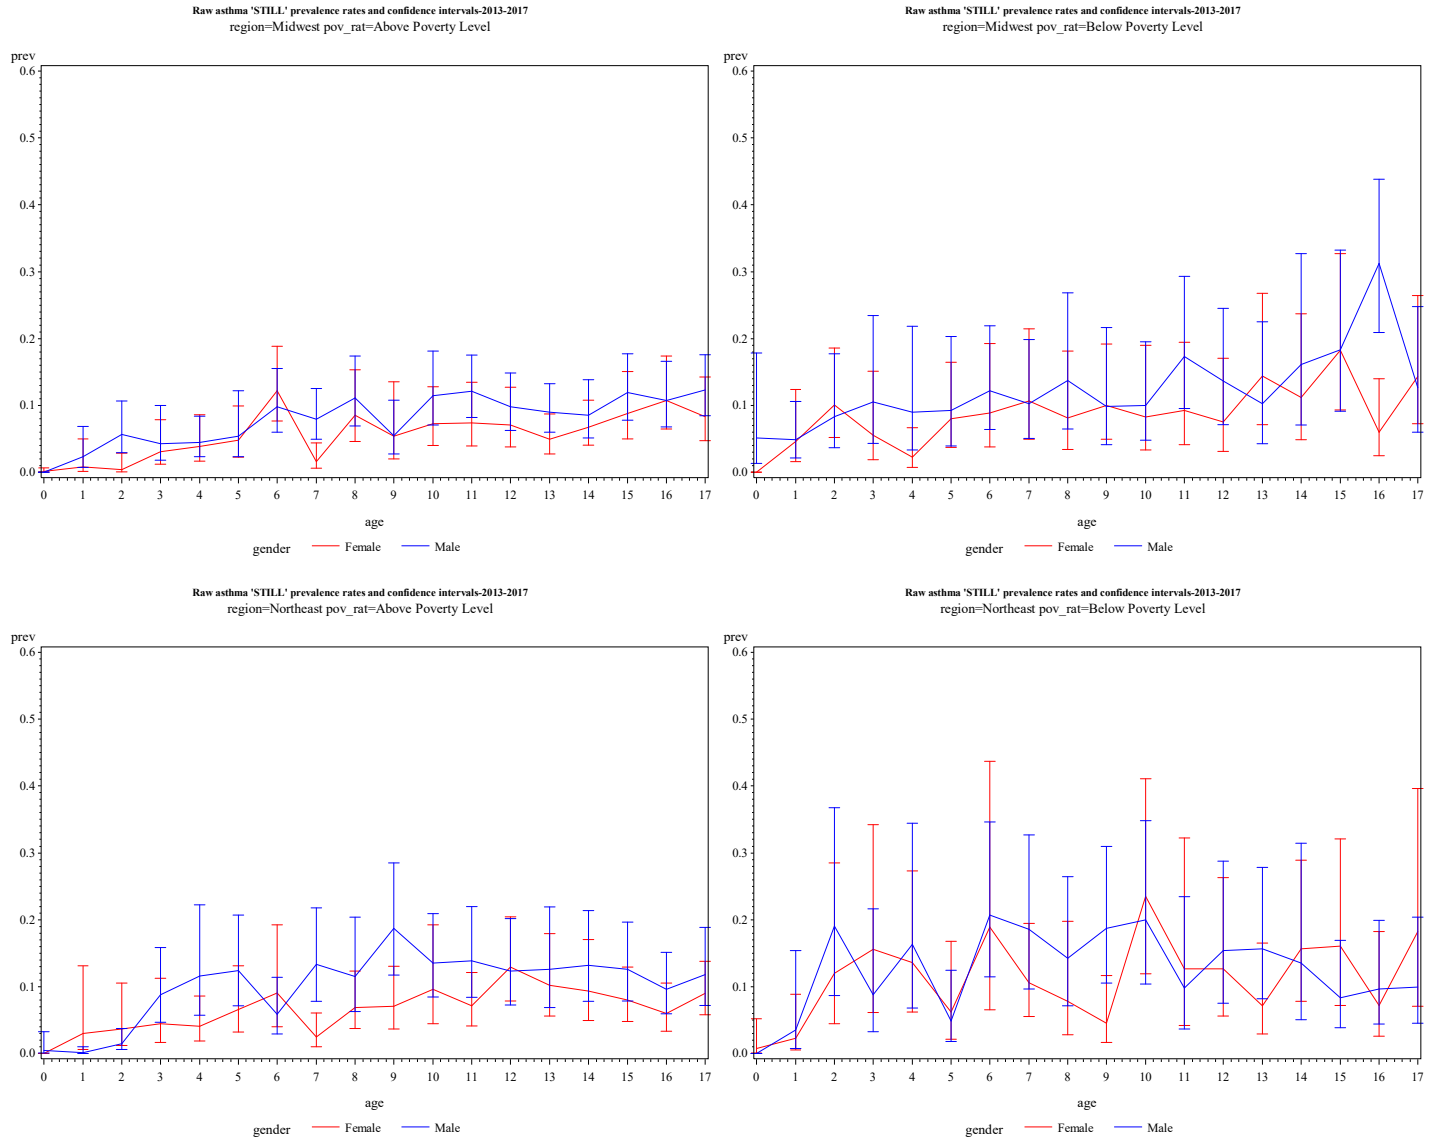 Raw asthma 'STILL' prevalence rates and confidence intervals-2013-2017
region=Midwest pov_rat=Above Poverty Level
prev
0.6
0.5
0.4
0.3
0.2
0.1
0.0
0 1 2 3 4 5 6 7 8 9 10 11 12 13 14 15 16 17
age
gender Female Male
Raw asthma 'STILL' prevalence rates and confidence intervals-2013-2017
region=Midwest pov_rat=Below Poverty Level
prev
0.6
0.5
0.4
0.3
0.2
0.1
0.0
0 1 2 3 4 5 6 7 8 9 10 11 12 13 14 15 16 17
age
gender Female Male
Raw asthma 'STILL' prevalence rates and confidence intervals-2013-2017
region=Northeast pov_rat=Above Poverty Level
prev
0.6
0.5
0.4
0.3
0.2
0.1
0.0
0 1 2 3 4 5 6 7 8 9 10 11 12 13 14 15 16 17
age
gender Female Male
Raw asthma 'STILL' prevalence rates and confidence intervals-2013-2017
region=Northeast pov_rat=Below Poverty Level
prev
0.6
0.5
0.4
0.3
0.2
0.1
0.0
0 1 2 3 4 5 6 7 8 9 10 11 12 13 14 15 16 17
age
gender Female Male